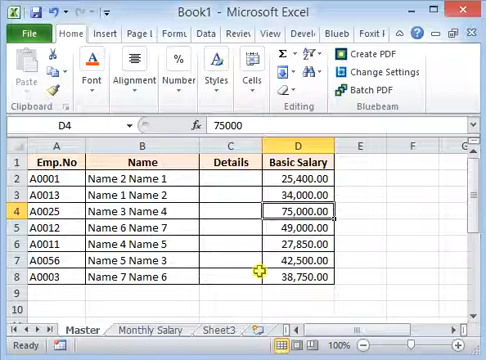 Book1 - Microsoft Excel
File Home Insert Page L Formu Data Review View Devel Blueb Foxit P
Paste
Clipboard
Font
Alignment
Number
Styles
Cells
Editing
Create PDF
Change Settings
Batch PDF
Bluebeam
D4 fx 75000
A B C D E F G
1 Emp.No Name Details Basic Salary
2 A0001 Name 2 Name 1 25,400.00
3 A0013 Name 1 Name 2 34,000.00
4 A0025 Name 3 Name 4 75,000.00
5 A0012 Name 6 Name 7 49,000.00
6 A0011 Name 4 Name 5 27,850.00
7 A0056 Name 7 Name 3 42,500.00
8 A0003 Name 7 Name 6 38,750.00
9
10
Master Monthly Salary Sheet3
Ready 100%